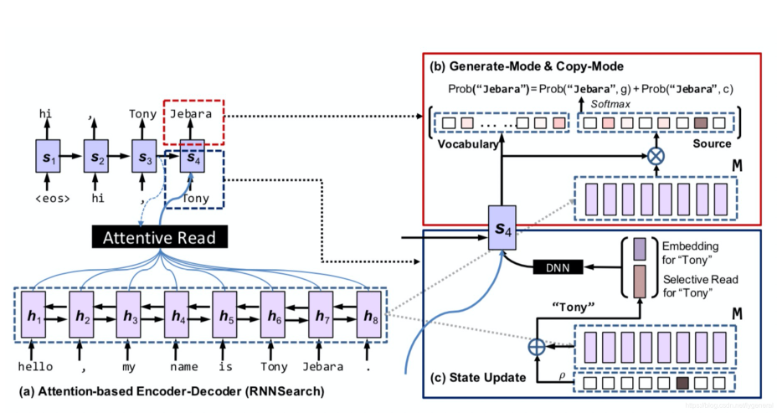 hi , Tony Jebara
s1 s2 s3 s4
<eos> hi , Tony
Attentive Read
h1 h2 h3 h4 h5 h6 h7 h8
hello , my name is Tony Jebara .
(a) Attention-based Encoder-Decoder (RNNSearch)
(b) Generate-Mode & Copy-Mode
Prob("Jebara") = Prob("Jebara", g) + Prob("Jebara", c)
Softmax
... ...
Vocabulary
Source
M
s4
DNN
Embedding
for "Tony"
Selective Read
for "Tony"
"Tony"
M
ρ
(c) State Update